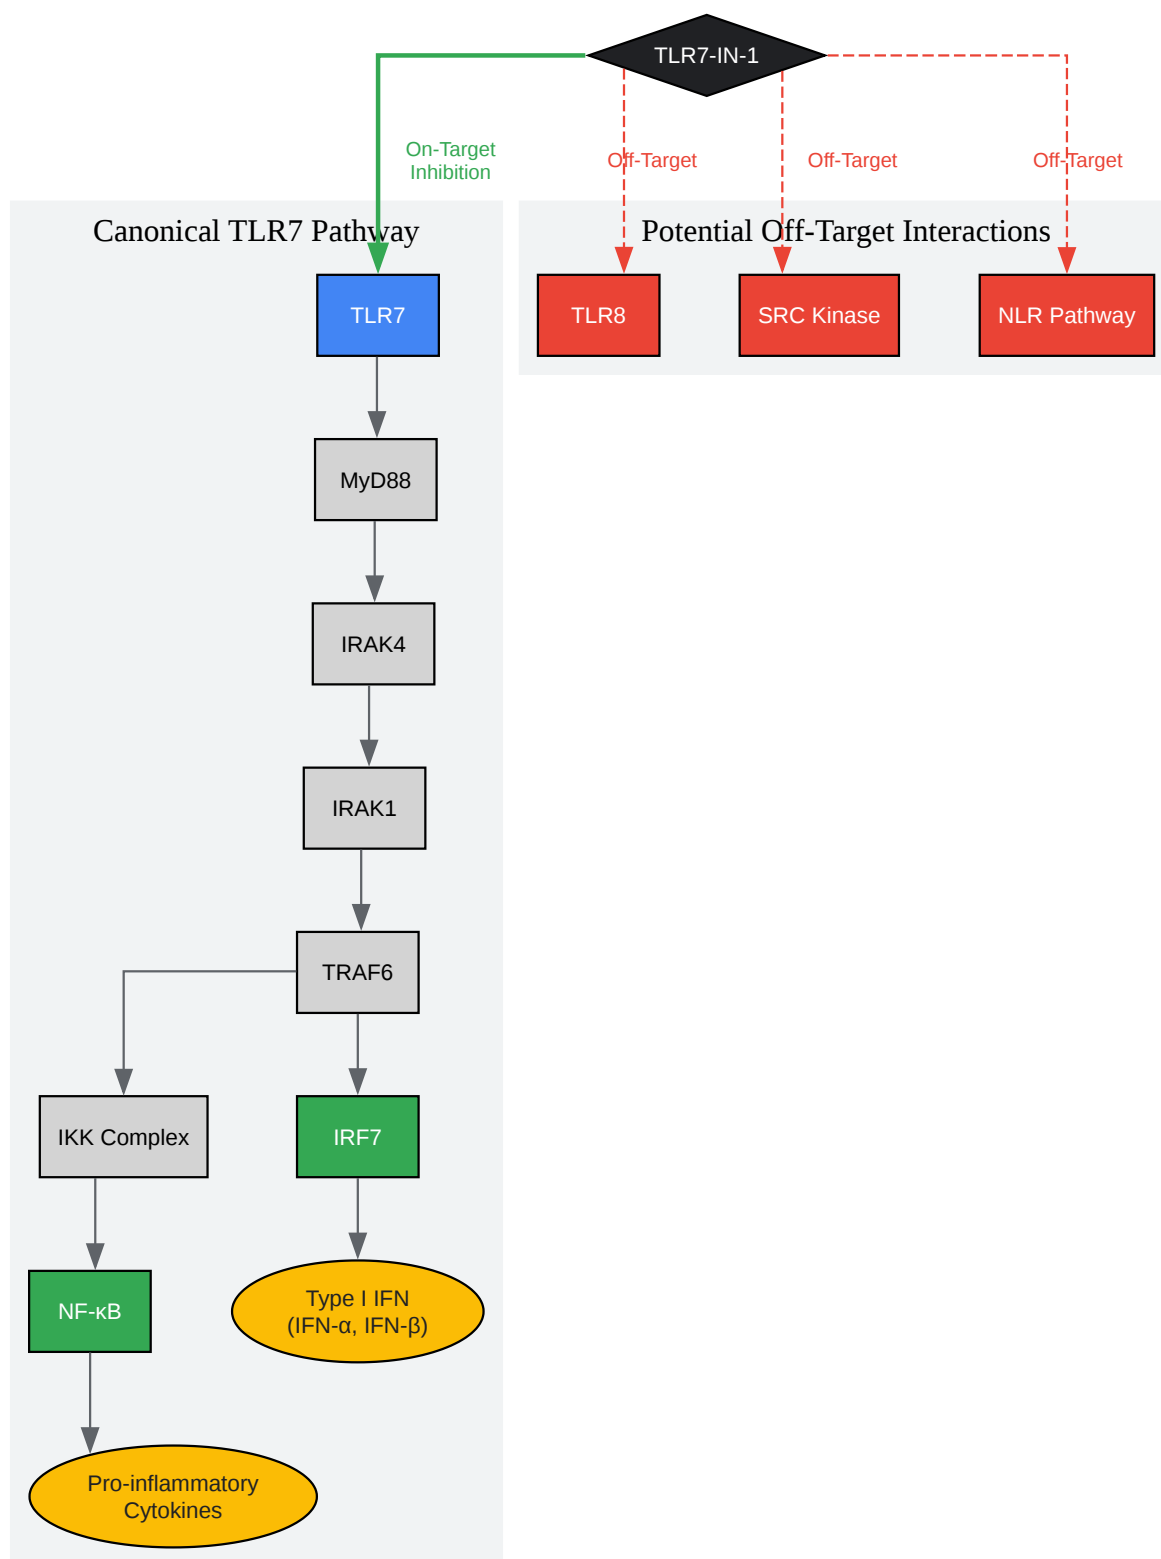 TLR7-IN-1
On-Target
Inhibition
Off-Target
Off-Target
Off-Target
Canonical TLR7 Pathway
Potential Off-Target Interactions
TLR7
TLR8
SRC Kinase
NLR Pathway
MyD88
IRAK4
IRAK1
TRAF6
IKK Complex
IRF7
NF-κB
Type I IFN
(IFN-α, IFN-β)
Pro-inflammatory
Cytokines